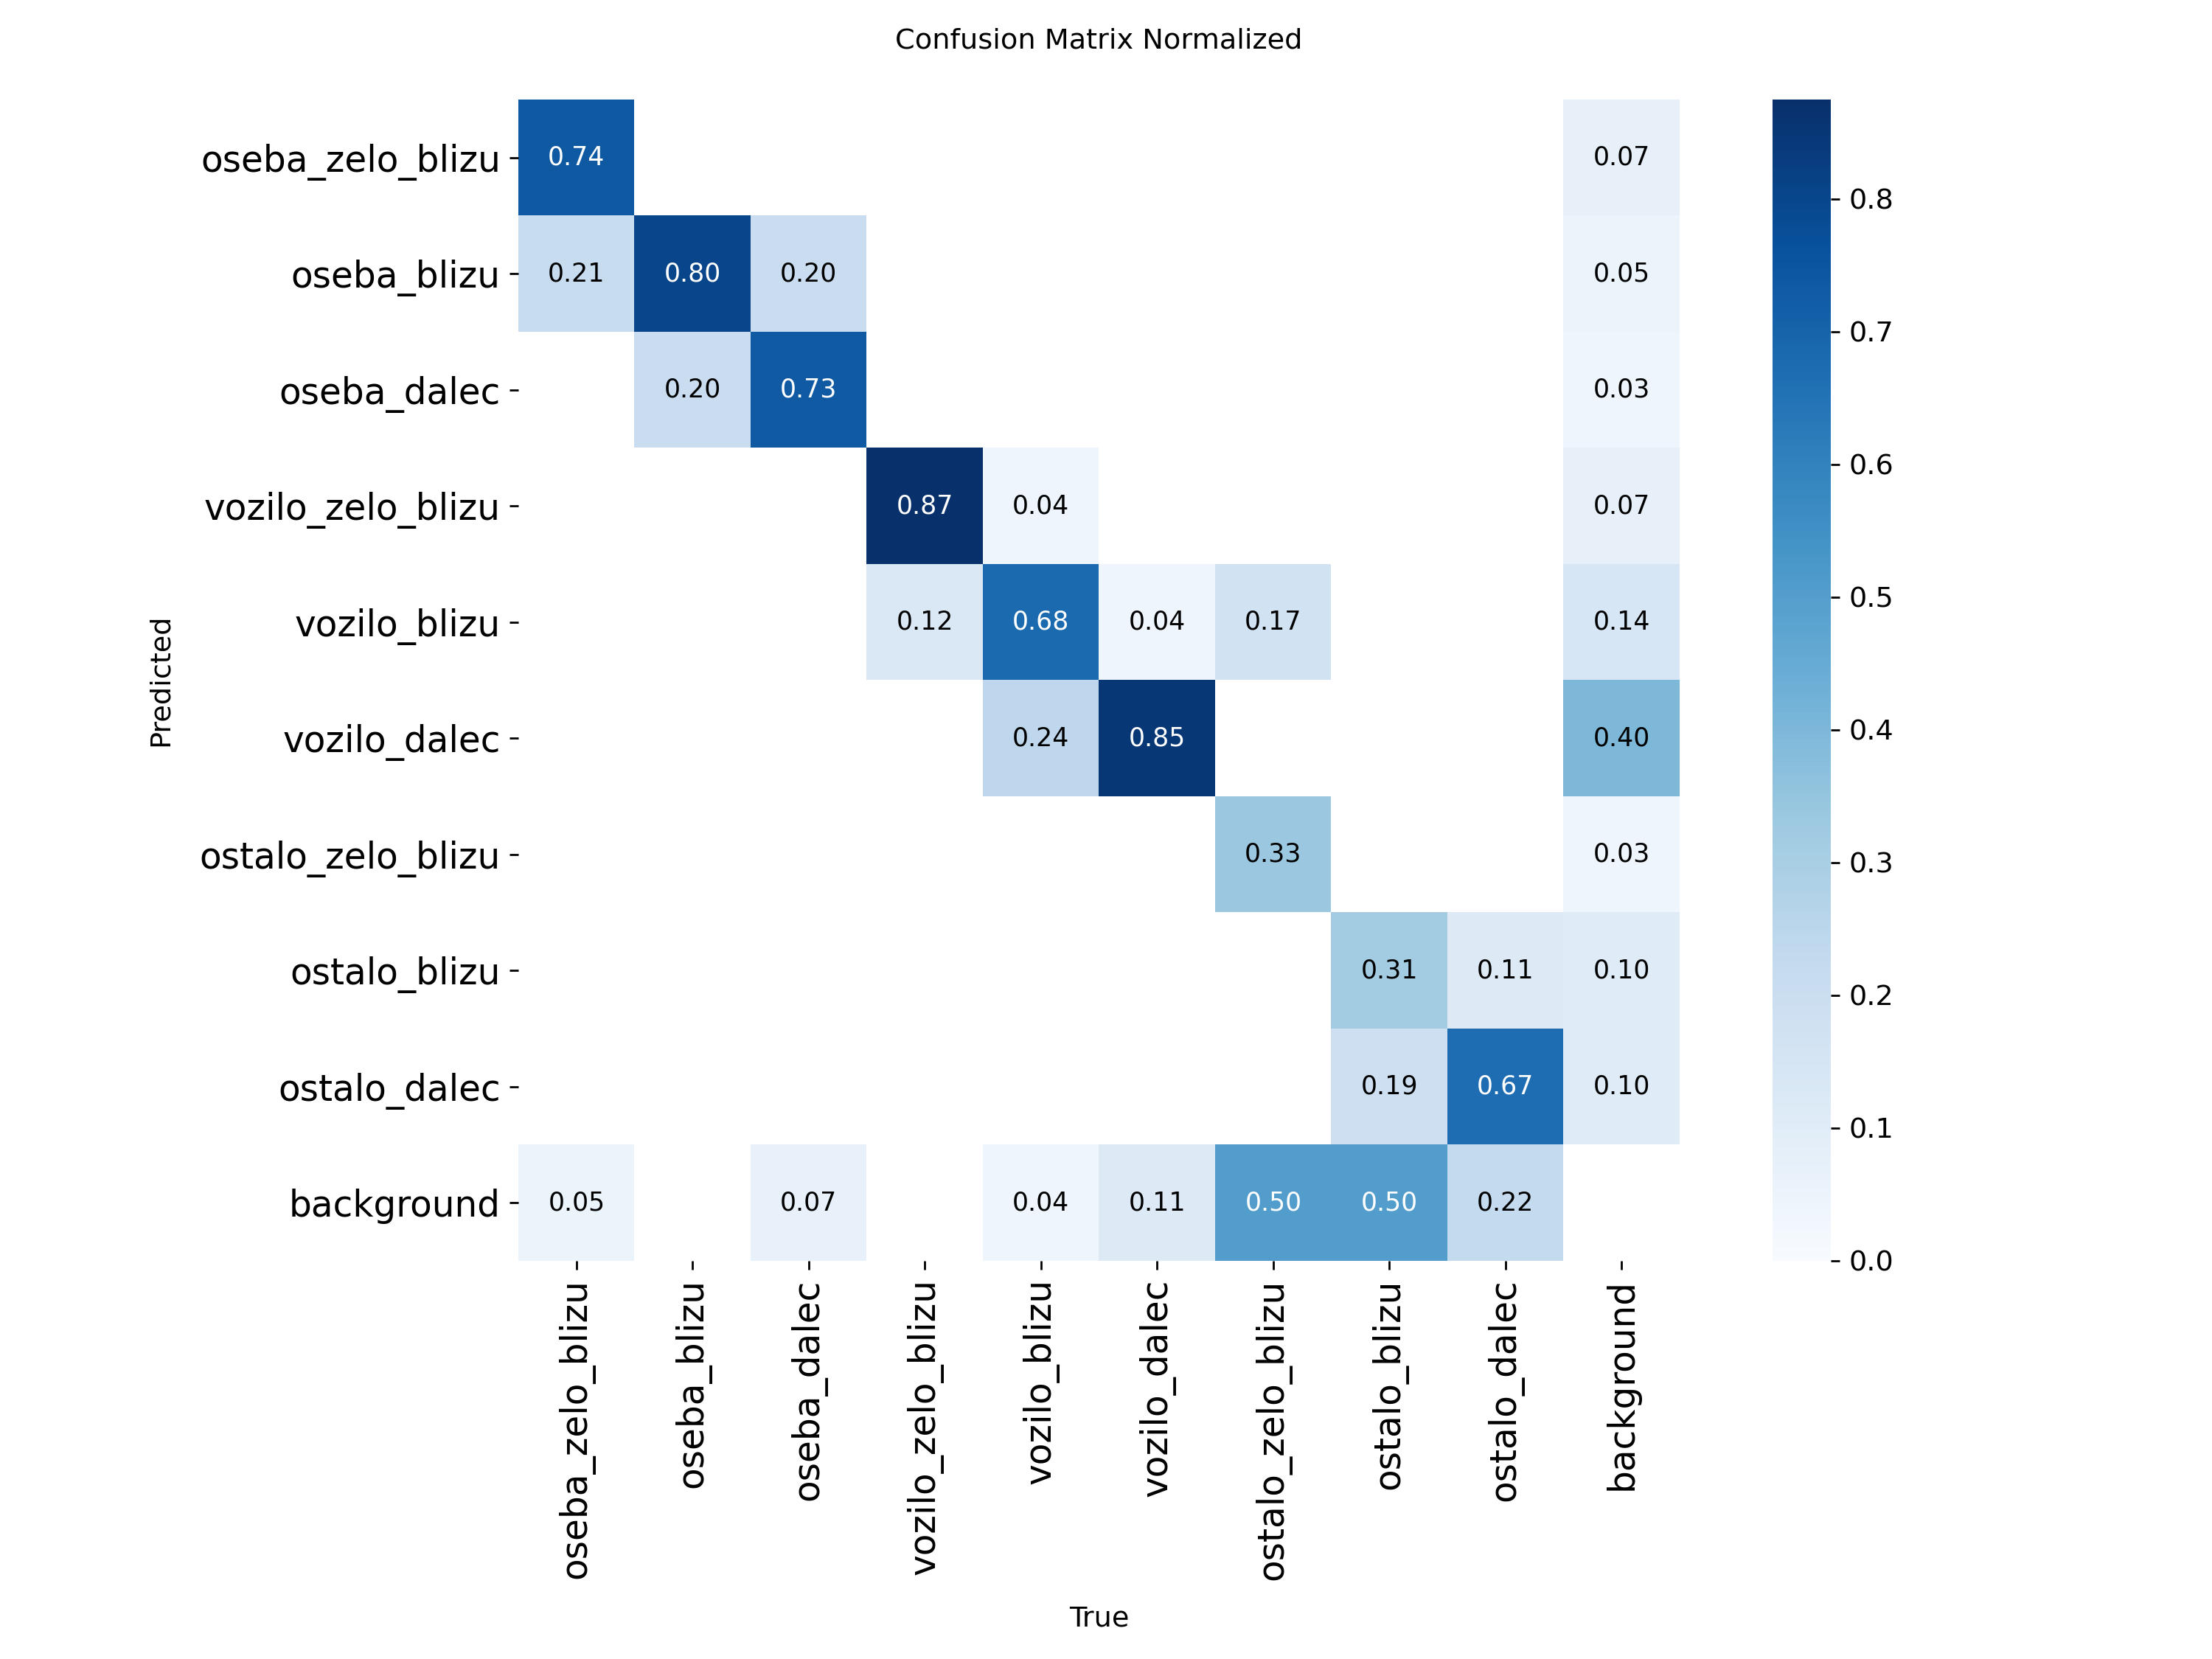 Confusion Matrix Normalized
Predicted
oseba_zelo_blizu 0.74 0.07
oseba_blizu 0.21 0.80 0.20 0.05
oseba_dalec 0.20 0.73 0.03
vozilo_zelo_blizu 0.87 0.04 0.07
vozilo_blizu 0.12 0.68 0.04 0.17 0.14
vozilo_dalec 0.24 0.85 0.40
ostalo_zelo_blizu 0.33 0.03
ostalo_blizu 0.31 0.11 0.10
ostalo_dalec 0.19 0.67 0.10
background 0.05 0.07 0.04 0.11 0.50 0.50 0.22
oseba_zelo_blizu
oseba_blizu
oseba_dalec
vozilo_zelo_blizu
vozilo_blizu
vozilo_dalec
ostalo_zelo_blizu
ostalo_blizu
ostalo_dalec
background
True
0.8
0.7
0.6
0.5
0.4
0.3
0.2
0.1
0.0